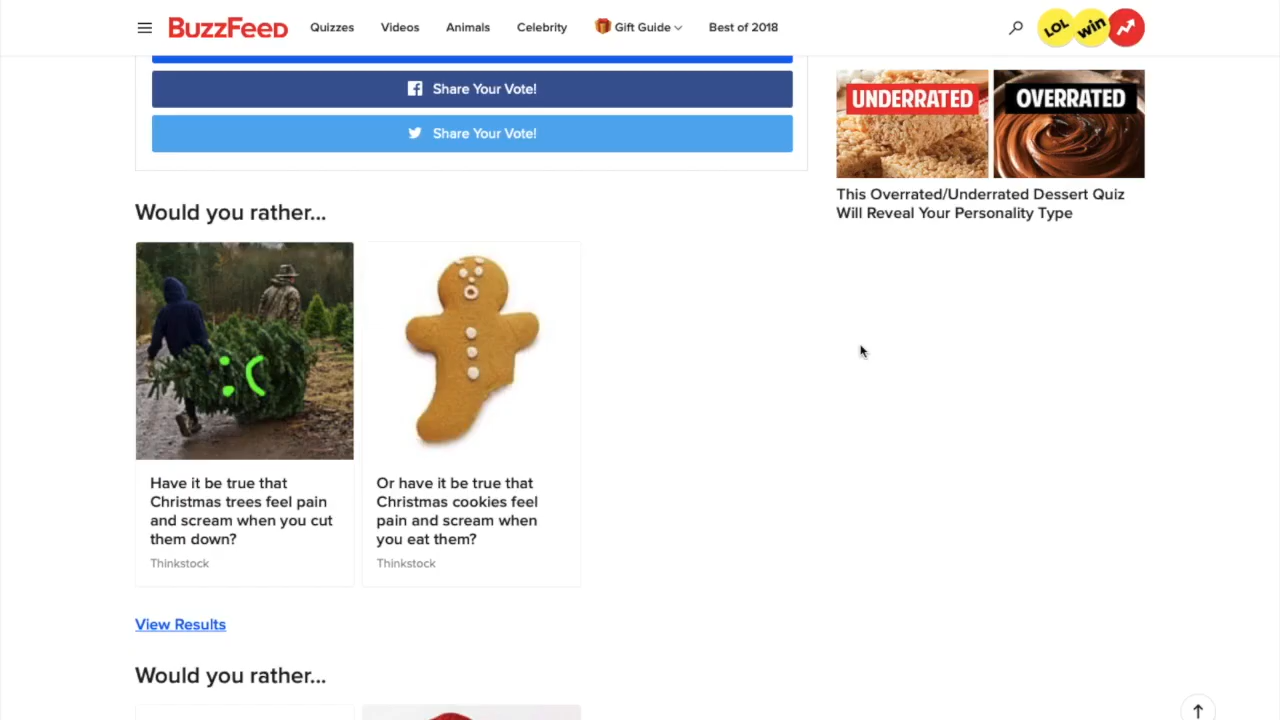 BuzzFeed Quizzes Videos Animals Celebrity Gift Guide Best of 2018 LOL win
Share Your Vote!
Share Your Vote!
UNDERRATED OVERRATED
This Overrated/Underrated Dessert Quiz
Will Reveal Your Personality Type
Would you rather...
Have it be true that
Christmas trees feel pain
and scream when you cut
them down?
Thinkstock
Or have it be true that
Christmas cookies feel
pain and scream when
you eat them?
Thinkstock
View Results
Would you rather...